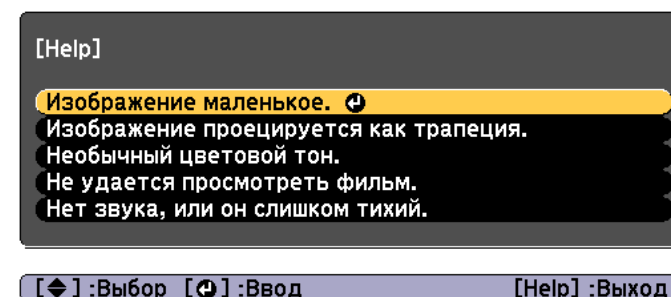 [Help]
Изображение маленькое.
Изображение проецируется как трапеция.
Необычный цветовой тон.
Не удается просмотреть фильм.
Нет звука, или он слишком тихий.
[◆] :Выбор [⏎] :Ввод [Help] :Выход